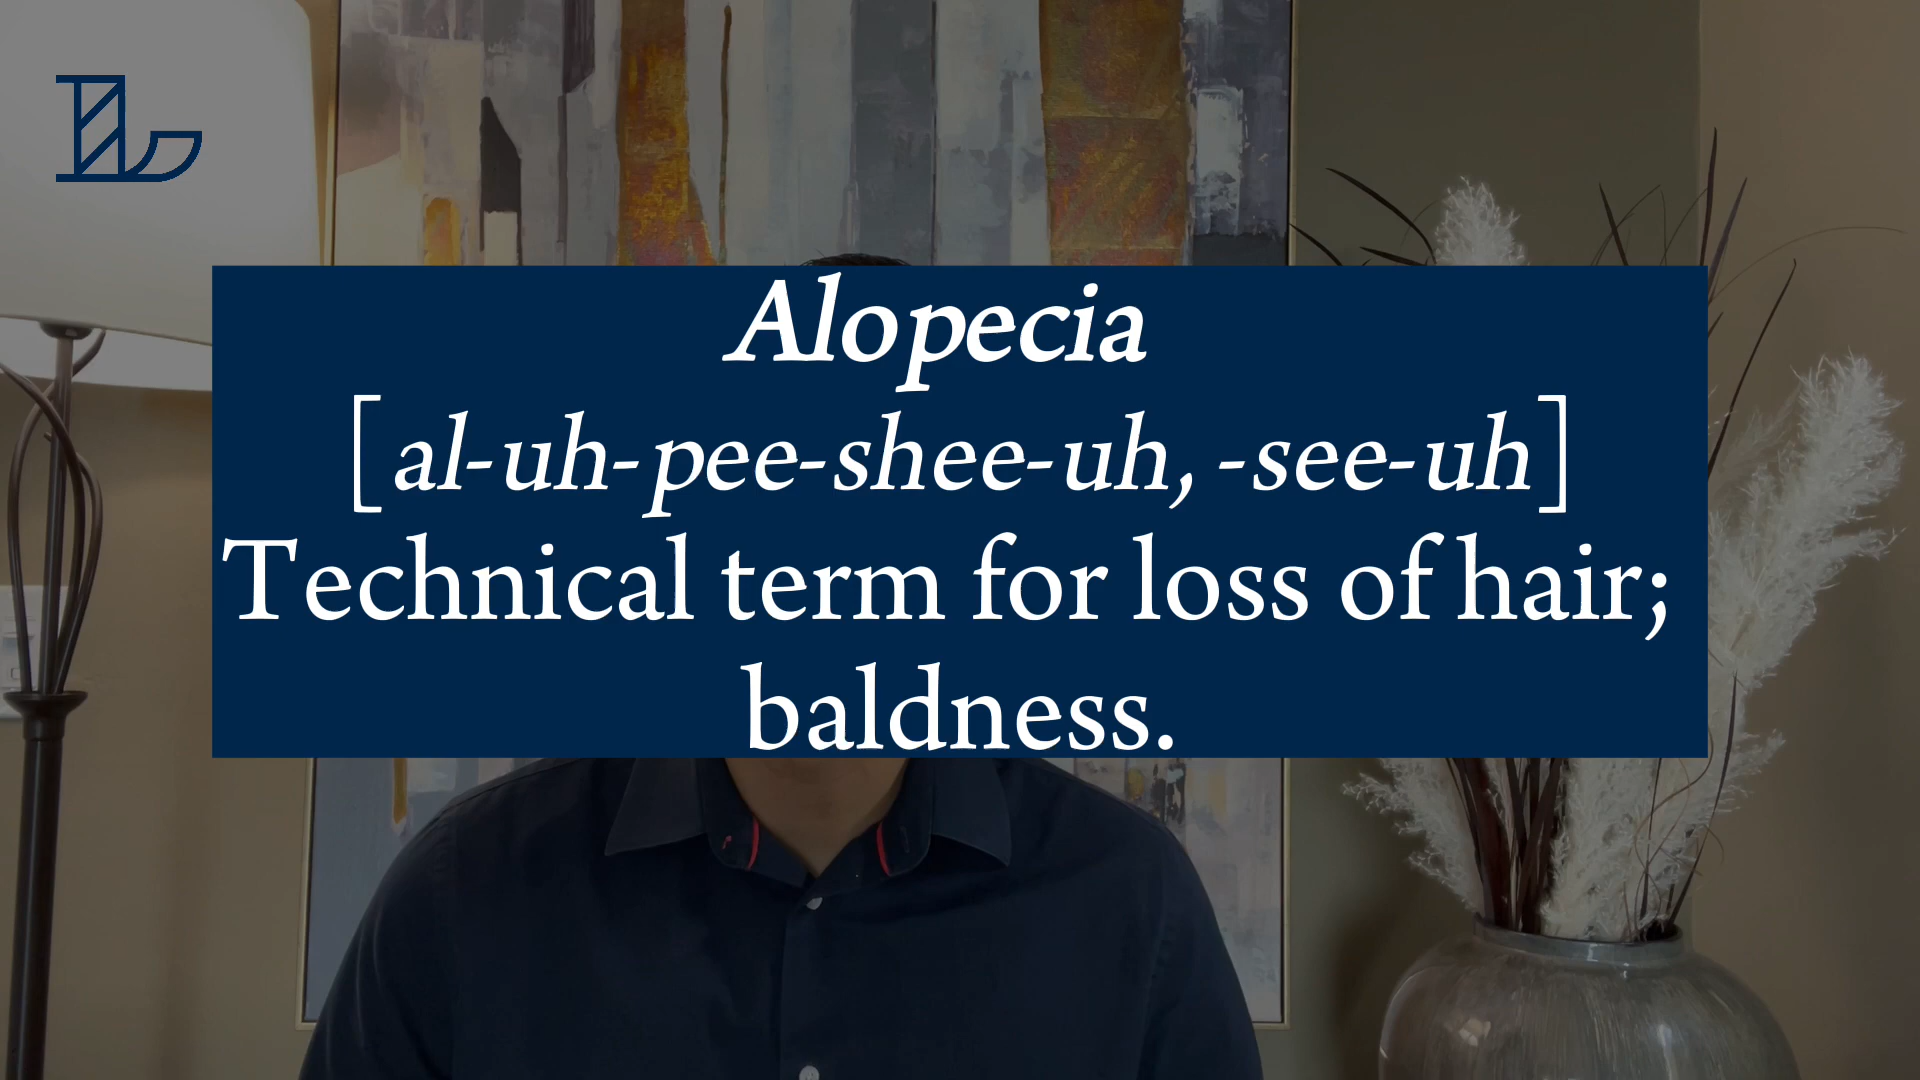 Alopecia
[al-uh-pee-shee-uh, -see-uh]
Technical term for loss of hair;
baldness.